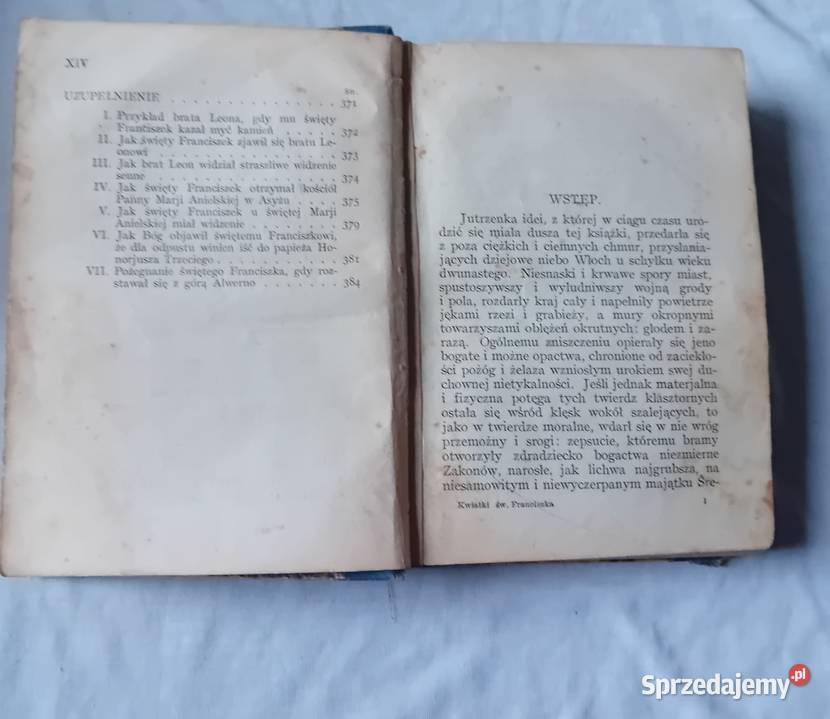 XIV
Str.
UZUPEŁNIENIE . . . . . . . . . . . . . . . 371
I. Przykład brata Leona, gdy mu święty
Franciszek kazał myć kamień . . . . . 372
II. Jak święty Franciszek zjawił się bratu Le-
onowi . . . . . . . . . . . . . . . 373
III. Jak brat Leon widział straszliwe widzenie
senne . . . . . . . . . . . . . . . 374
IV. Jak święty Franciszek otrzymał kościół
Panny Marji Anielskiej w Asyżu . . . . 375
V. Jak święty Franciszek u świętej Marji
Anielskiej miał widzenie . . . . . . . 379
VI. Jak Bóg objawił świętemu Franciszkowi,
że dla odpustu winien iść do papieża Ho-
norjusza Trzeciego . . . . . . . . . . 381
VII. Pożegnanie świętego Franciszka, gdy roz-
stawał się z górą Alwerno . . . . . . . 384
WSTĘP.
Jutrzenka idei, z której w ciągu czasu uro-
dzić się miała dusza tej książki, przedarła się
z poza ciężkich i ciemnych chmur, przysłania-
jących dziejowe niebo Włoch u schyłku wieku
dwunastego. Niesnaski i krwawe spory miast,
spustoszywszy i wyludniwszy wojną grody
i pola, rozdarły kraj cały i napełniły powietrze
jękami rzezi i grabieży, a mury okropnymi
towarzyszami oblężeń okrutnych: głodem i za-
razą. Ogólnemu zniszczeniu opierały się jeno
bogate i możne opactwa, chronione od zaciekło-
ści pożóg i żelaza wzniosłym urokiem swej du-
chownej nietykalności. Jeśli jednak materjalna
i fizyczna potęga tych twierdz klasztornych
ostała się wśród klęsk wokół szalejących, to
jako w twierdze moralne, wdarł się w nie wróg
przemożny i srogi: zepsucie, któremu bramy
otworzyły zdradziecko bogactwa niezmierne
Zakonów, narosłe, jak lichwa najgrubsza, na
niesamowitym i niewyczerpanym majątku Śre-
Kwiatki św. Franciszka 1
Sprzedajemy.pl